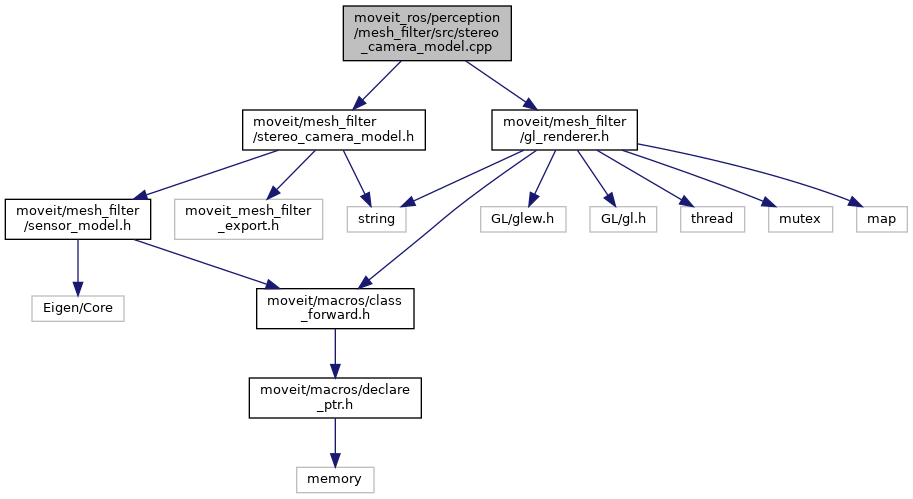 moveit_ros/perception
/mesh_filter/src/stereo
_camera_model.cpp
moveit/mesh_filter
/stereo_camera_model.h
moveit/mesh_filter
/gl_renderer.h
moveit/mesh_filter
/sensor_model.h
moveit_mesh_filter
_export.h
string
GL/glew.h
GL/gl.h
thread
mutex
map
Eigen/Core
moveit/macros/class
_forward.h
moveit/macros/declare
_ptr.h
memory